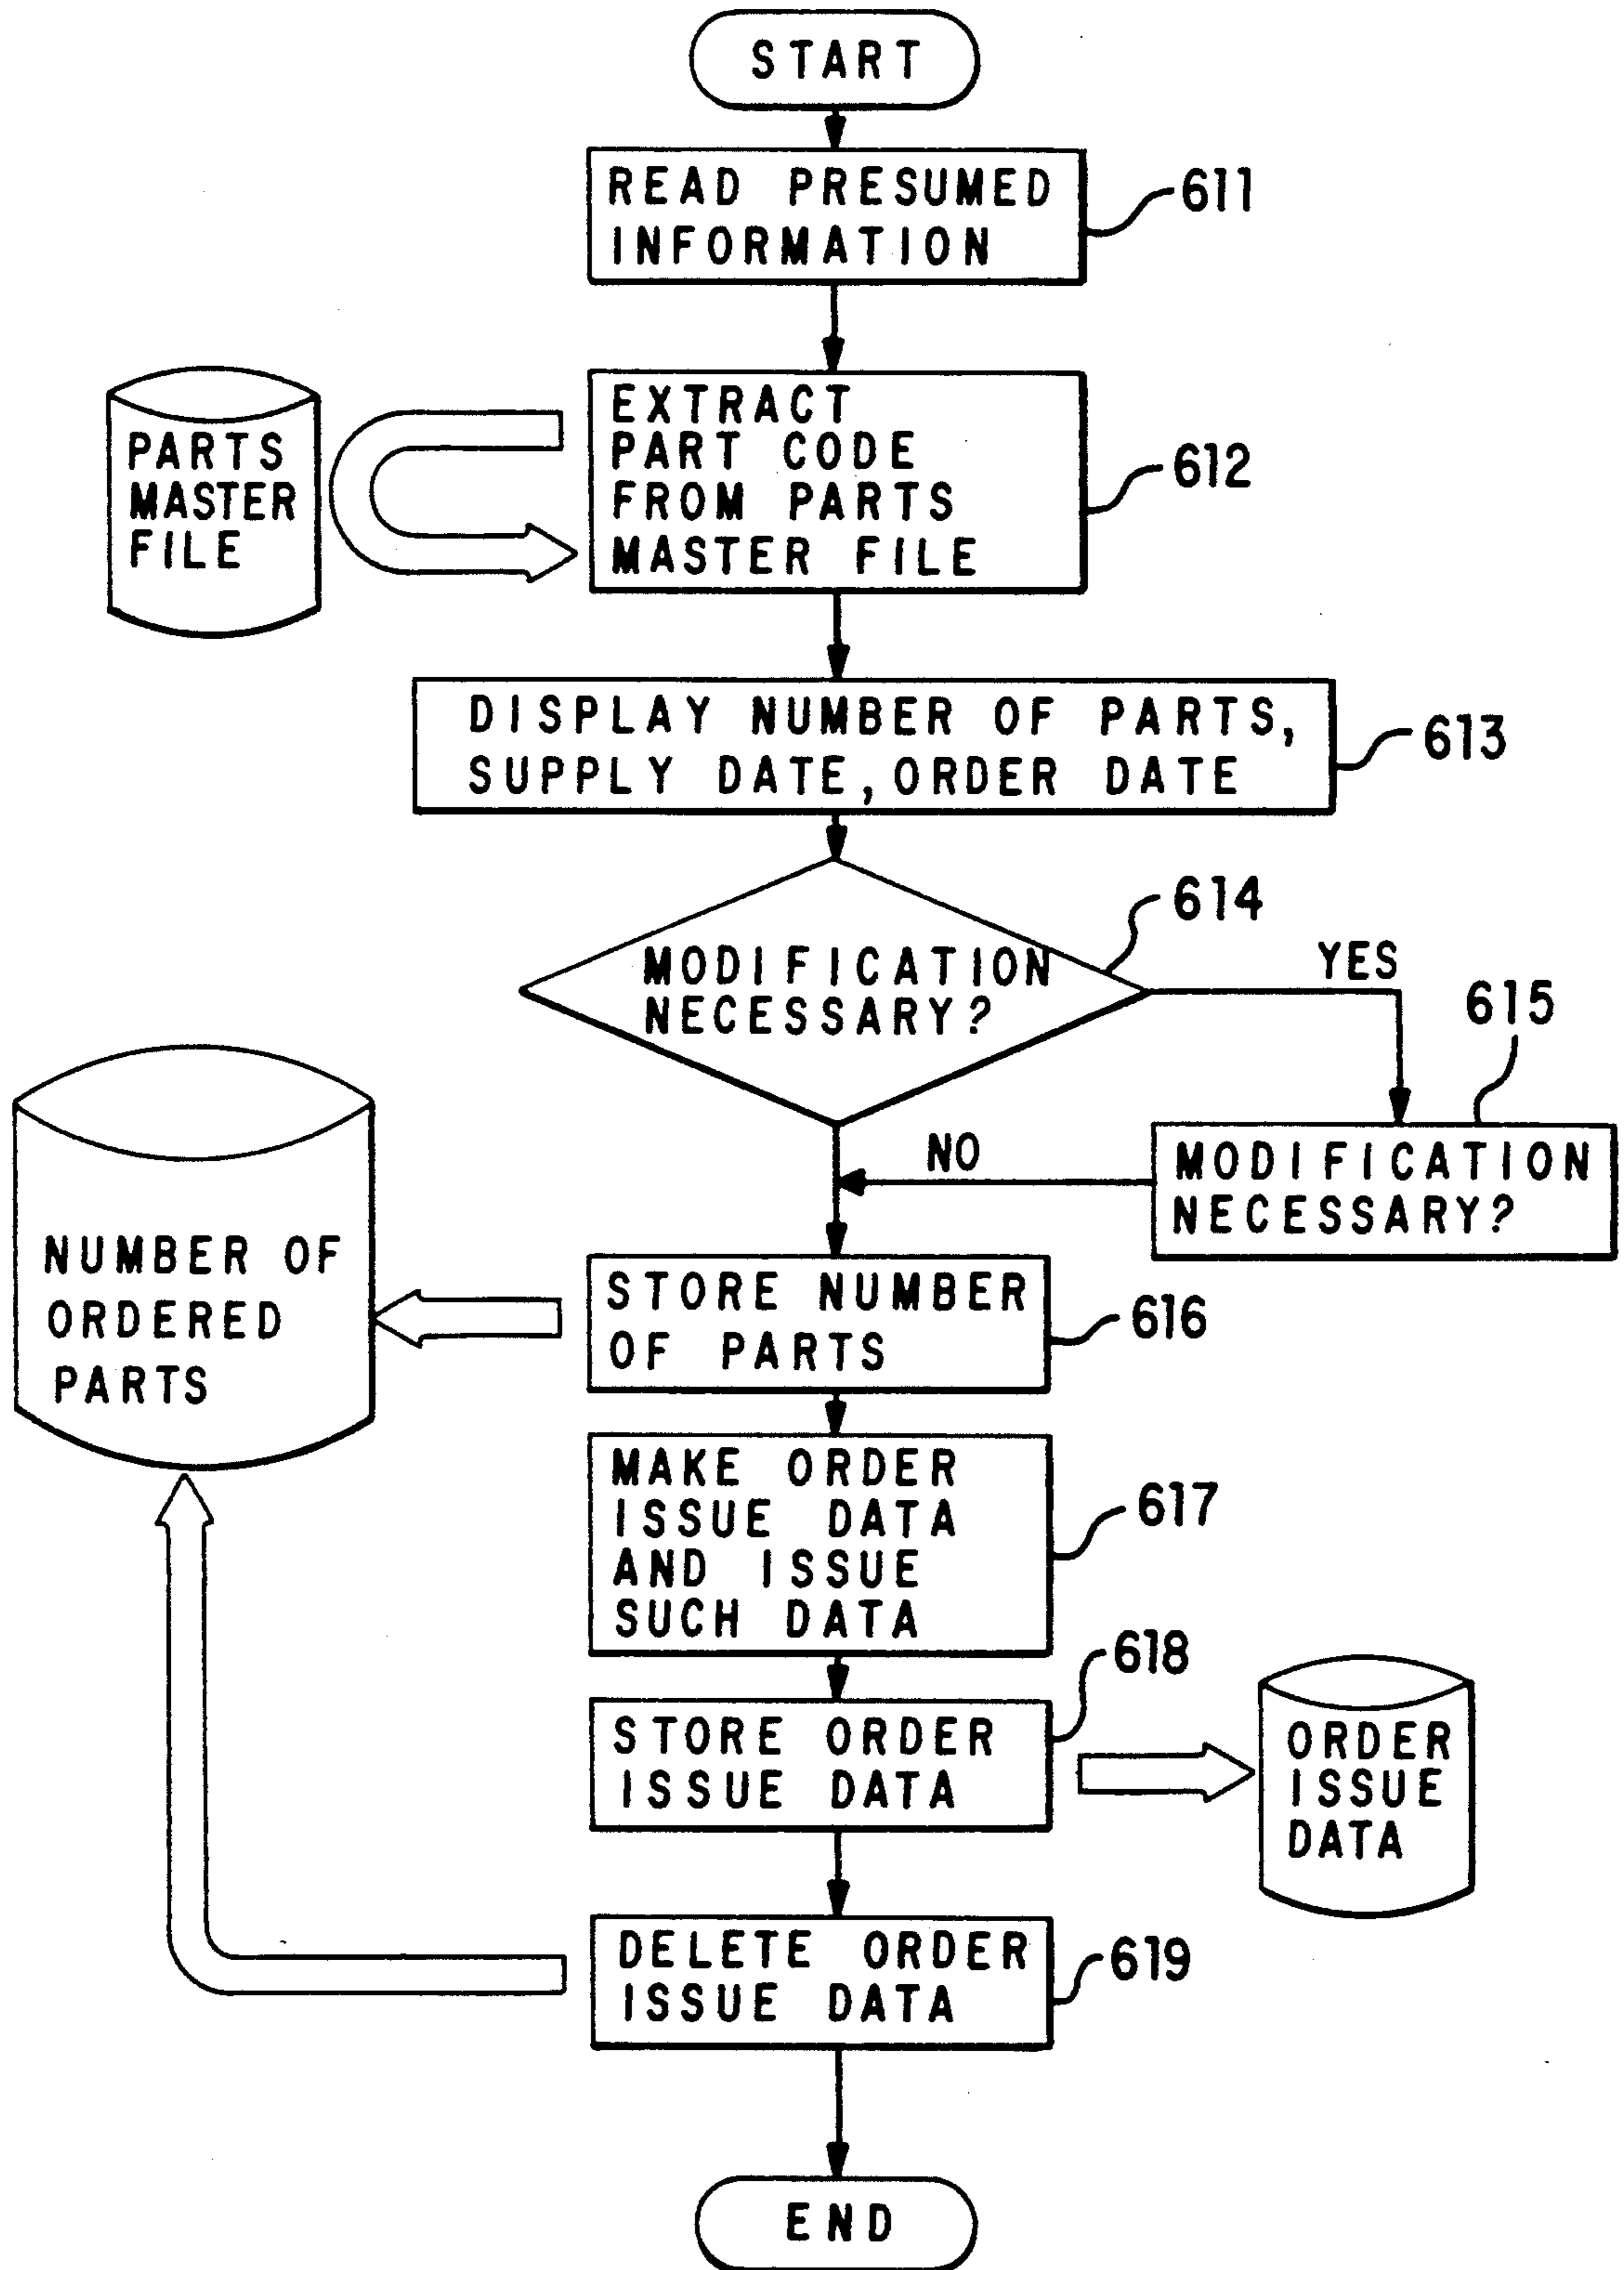 START
READ PRESUMED
INFORMATION
611
PARTS
MASTER
FILE
EXTRACT
PART CODE
FROM PARTS
MASTER FILE
612
DISPLAY NUMBER OF PARTS,
SUPPLY DATE, ORDER DATE
613
MODIFICATION
NECESSARY?
614
YES
615
MODIFICATION
NECESSARY?
NO
NUMBER OF
ORDERED
PARTS
STORE NUMBER
OF PARTS
616
MAKE ORDER
ISSUE DATA
AND ISSUE
SUCH DATA
617
STORE ORDER
ISSUE DATA
618
ORDER
ISSUE
DATA
DELETE ORDER
ISSUE DATA
619
END